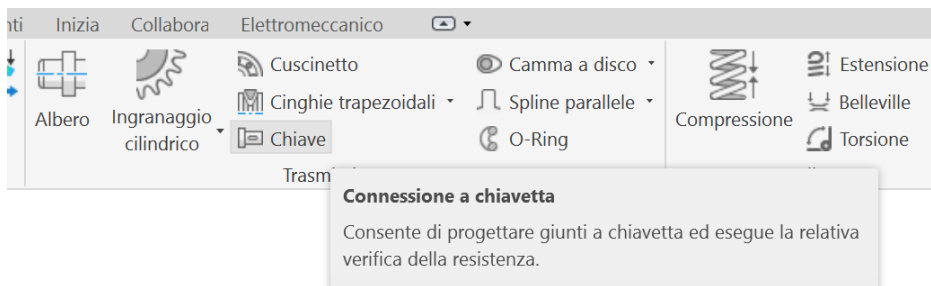 Inizia Collabora Elettromeccanico
Albero
Ingranaggio
cilindrico
Cuscinetto
Cinghie trapezoidali
Chiave
Camma a disco
Spline parallele
O-Ring
Compressione
Estensione
Belleville
Torsione
Connessione a chiavetta
Consente di progettare giunti a chiavetta ed esegue la relativa
verifica della resistenza.